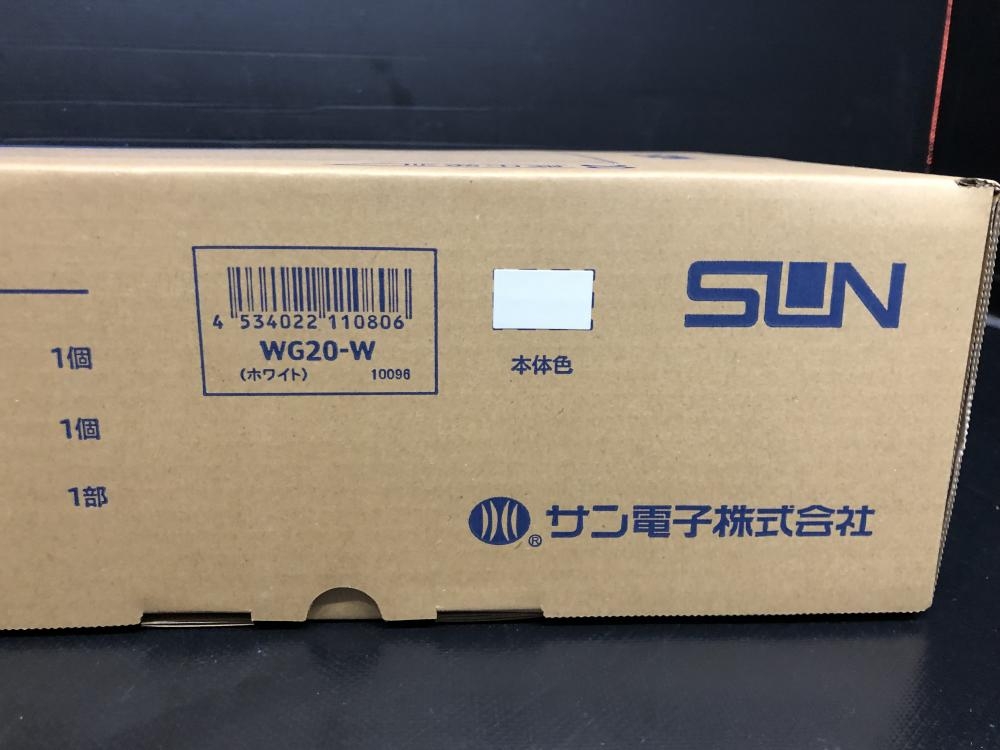 1個
1個
1部
4 534022 110806
WG20-W
(ホワイト) 10096
本体色
SUN
® サン電子株式会社